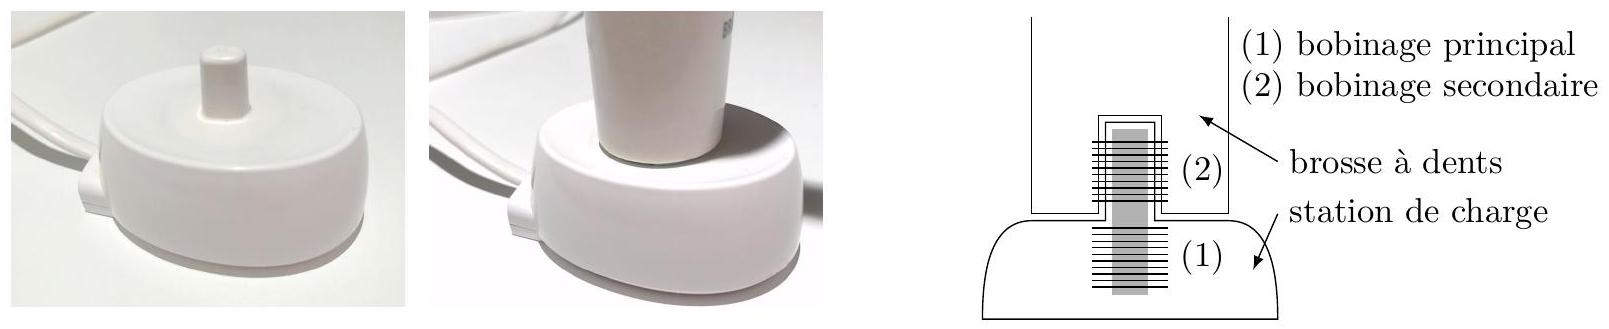 (1) bobinage principal
(2) bobinage secondaire
brosse à dents
(2)
station de charge
(1)